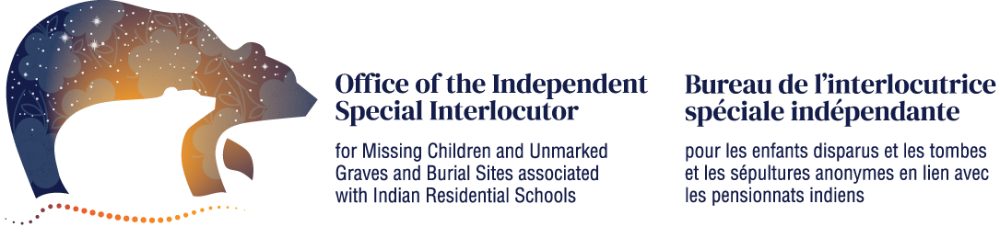 Office of the Independent
Special Interlocutor
for Missing Children and Unmarked
Graves and Burial Sites associated
with Indian Residential Schools
Bureau de l’interlocutrice
spéciale indépendante
pour les enfants disparus et les tombes
et les sépultures anonymes en lien avec
les pensionnats indiens